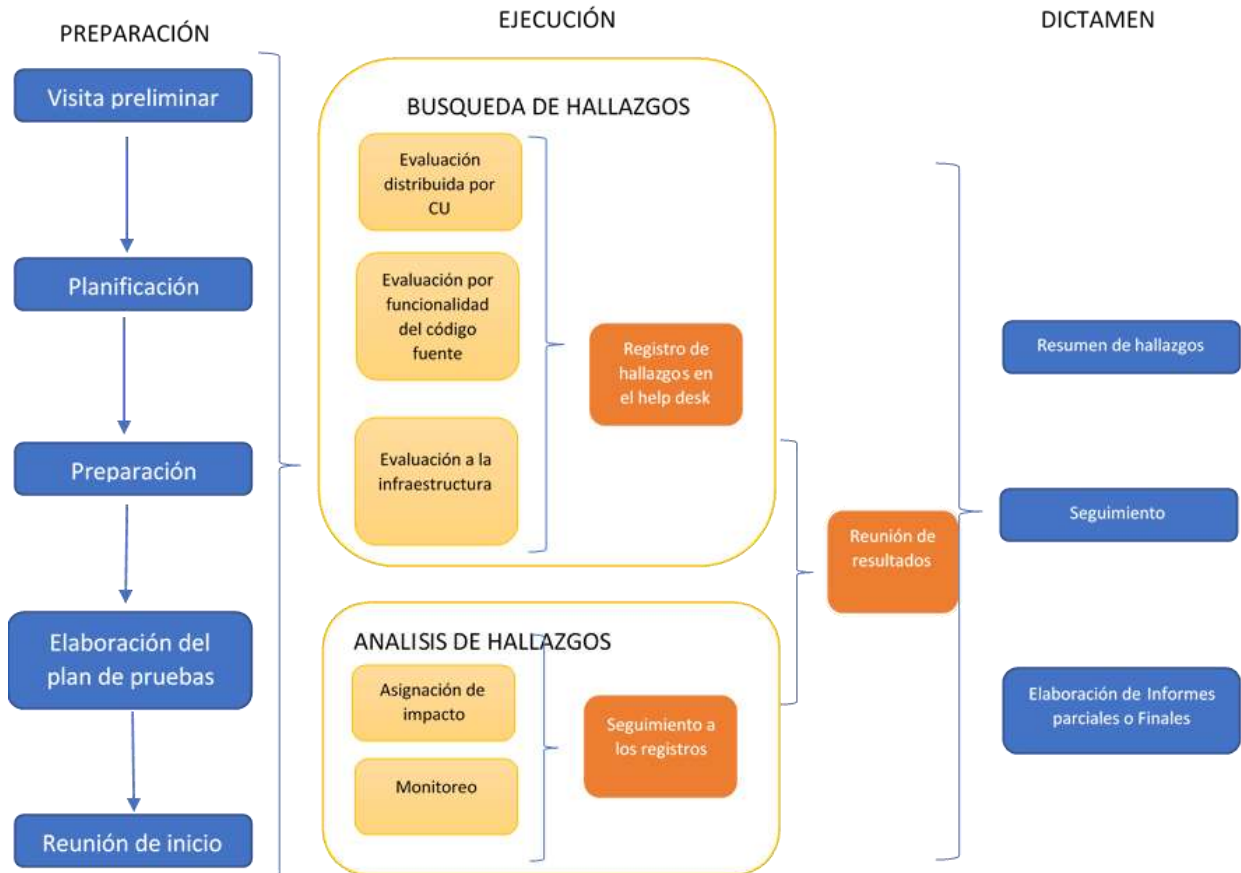 PREPARACIÓN
Visita preliminar
Planificación
Preparación
Elaboración del
plan de pruebas
Reunión de inicio
EJECUCIÓN
BUSQUEDA DE HALLAZGOS
Evaluación
distribuida por
CU
Evaluación por
funcionalidad
del código
fuente
Evaluación a la
infraestructura
Registro de
hallazgos en
el help desk
ANALISIS DE HALLAZGOS
Asignación de
impacto
Monitoreo
Seguimiento a
los registros
Reunión de
resultados
DICTAMEN
Resumen de hallazgos
Seguimiento
Elaboración de Informes
parciales o Finales